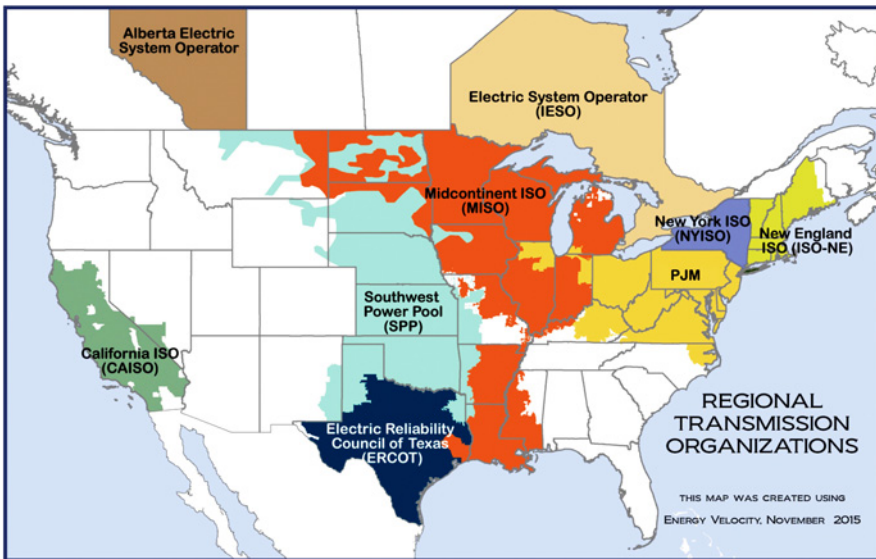 Alberta Electric
System Operator
Electric System Operator
(IESO)
Midcontinent ISO
(MISO)
New York ISO
(NYISO)
New England
ISO (ISO-NE)
PJM
Southwest
Power Pool
(SPP)
California ISO
(CAISO)
Electric Reliability
Council of Texas
(ERCOT)
REGIONAL
TRANSMISSION
ORGANIZATIONS
THIS MAP WAS CREATED USING
ENERGY VELOCITY, NOVEMBER 2015